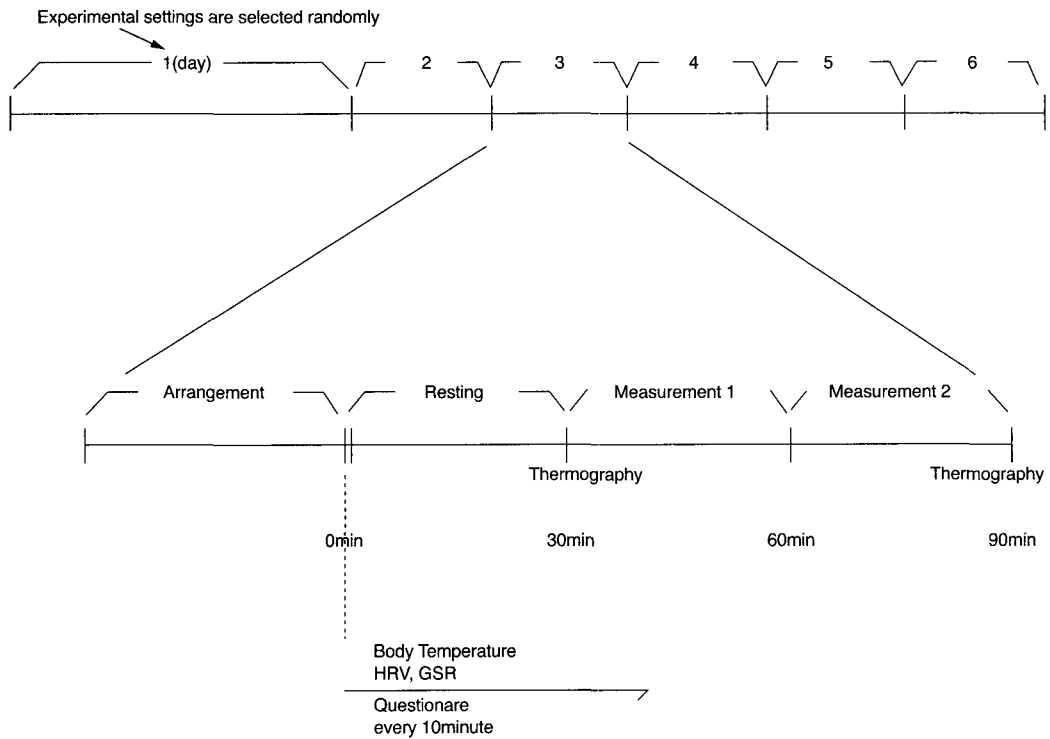 Experimental settings are selected randomly
1(day) 2 3 4 5 6
Arrangement Resting Measurement 1 Measurement 2
Thermography Thermography
0min 30min 60min 90min
Body Temperature
HRV, GSR
Questionare
every 10minute